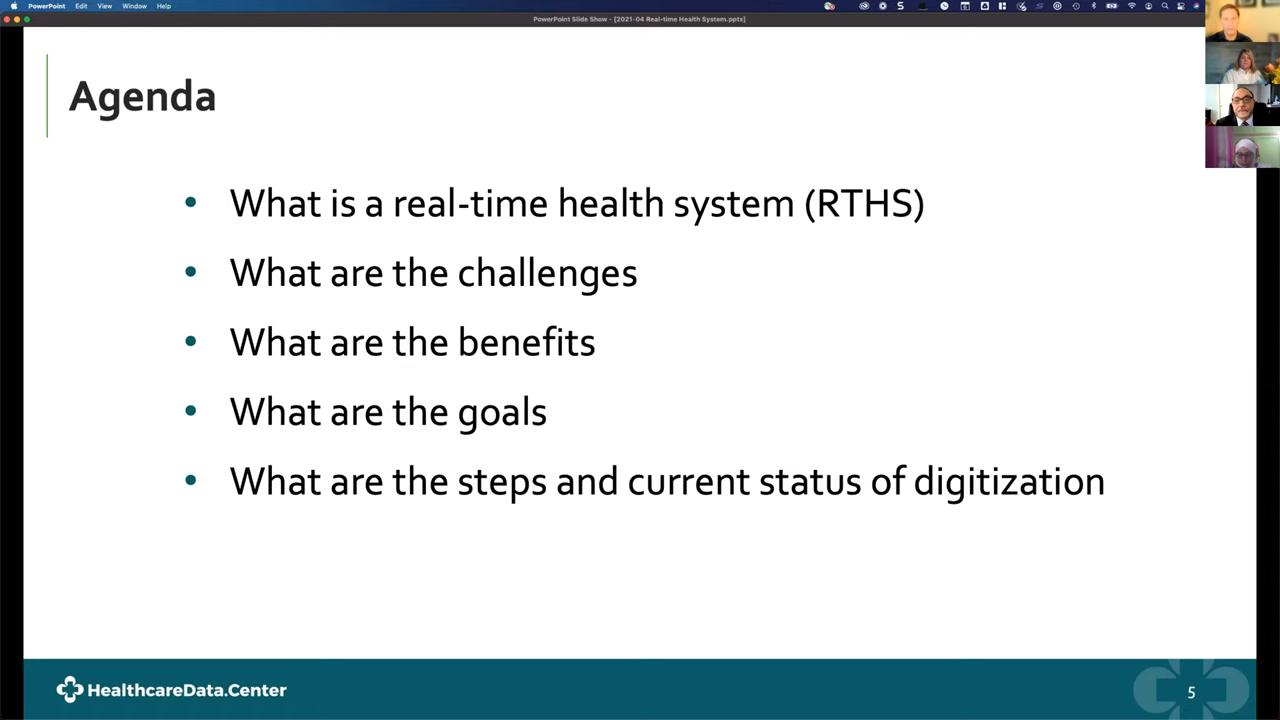 PowerPoint Edit View Window Help
PowerPoint Slide Show - [2021-04 Real-time Health System.pptx]
Agenda
• What is a real-time health system (RTHS)
• What are the challenges
• What are the benefits
• What are the goals
• What are the steps and current status of digitization
HealthcareData.Center
5